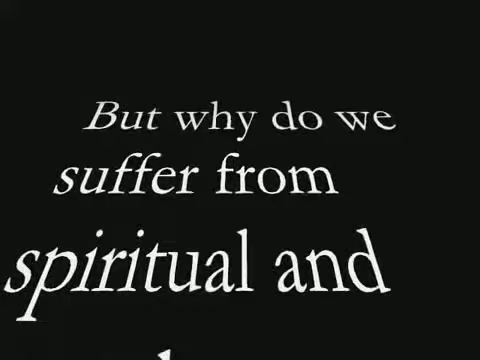 But why do we
suffer from
spiritual and